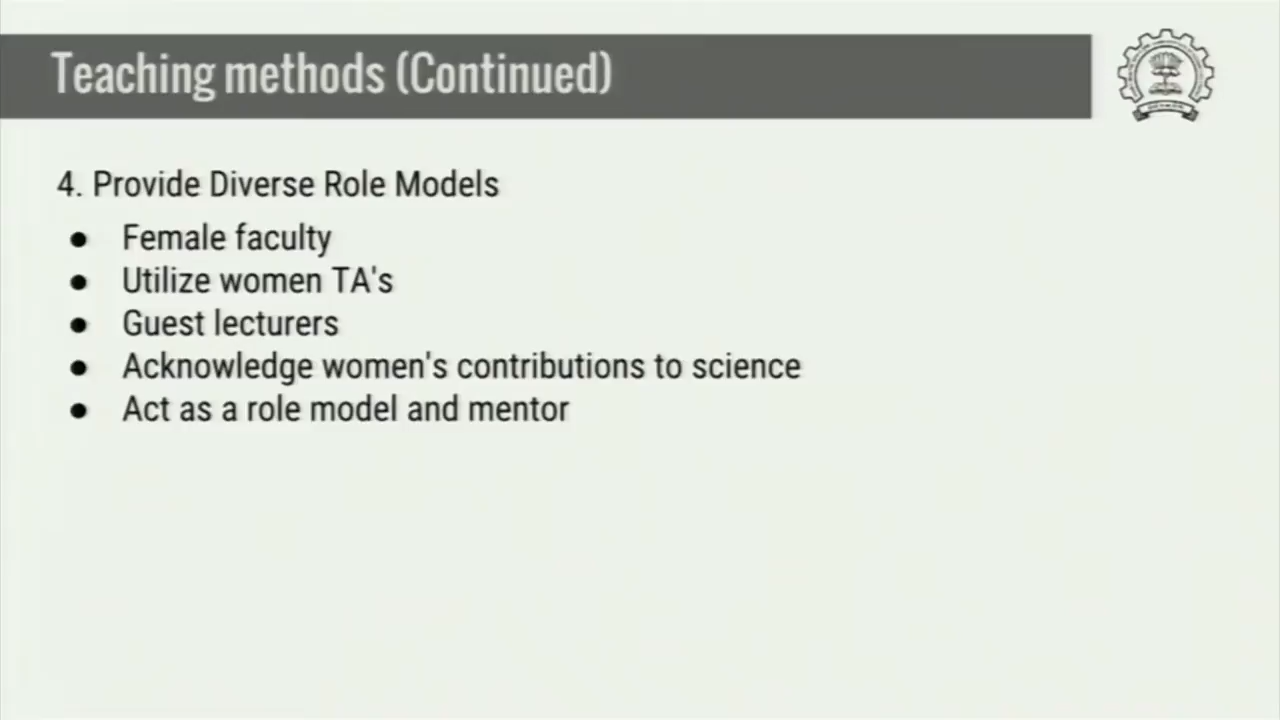 Teaching methods (Continued)
4. Provide Diverse Role Models
● Female faculty
● Utilize women TA's
● Guest lecturers
● Acknowledge women's contributions to science
● Act as a role model and mentor